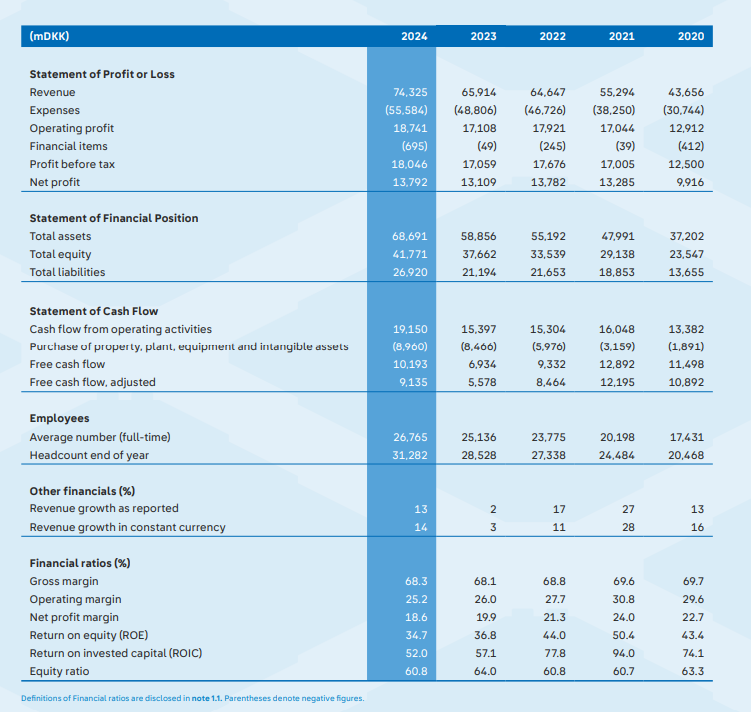 (mDKK) 2024 2023 2022 2021 2020
Statement of Profit or Loss
Revenue 74,325 65,914 64,647 55,294 43,656
Expenses (55,584) (48,806) (46,726) (38,250) (30,744)
Operating profit 18,741 17,108 17,921 17,044 12,912
Financial items (695) (49) (245) (39) (412)
Profit before tax 18,046 17,059 17,676 17,005 12,500
Net profit 13,792 13,109 13,782 13,285 9,916
Statement of Financial Position
Total assets 68,691 58,856 55,192 47,991 37,202
Total equity 41,771 37,662 33,539 29,138 23,547
Total liabilities 26,920 21,194 21,653 18,853 13,655
Statement of Cash Flow
Cash flow from operating activities 19,150 15,397 15,304 16,048 13,382
Purchase of property, plant, equipment and intangible assets (8,960) (8,466) (5,976) (3,159) (1,891)
Free cash flow 10,193 6,934 9,332 12,892 11,498
Free cash flow, adjusted 9,135 5,578 8,464 12,195 10,892
Employees
Average number (full-time) 26,765 25,136 23,775 20,198 17,431
Headcount end of year 31,282 28,528 27,338 24,484 20,468
Other financials (%)
Revenue growth as reported 13 2 17 27 13
Revenue growth in constant currency 14 3 11 28 16
Financial ratios (%)
Gross margin 68.3 68.1 68.8 69.6 69.7
Operating margin 25.2 26.0 27.7 30.8 29.6
Net profit margin 18.6 19.9 21.3 24.0 22.7
Return on equity (ROE) 34.7 36.8 44.0 50.4 43.4
Return on invested capital (ROIC) 52.0 57.1 77.8 94.0 74.1
Equity ratio 60.8 64.0 60.8 60.7 63.3
Definitions of Financial ratios are disclosed in note 1.1. Parentheses denote negative figures.